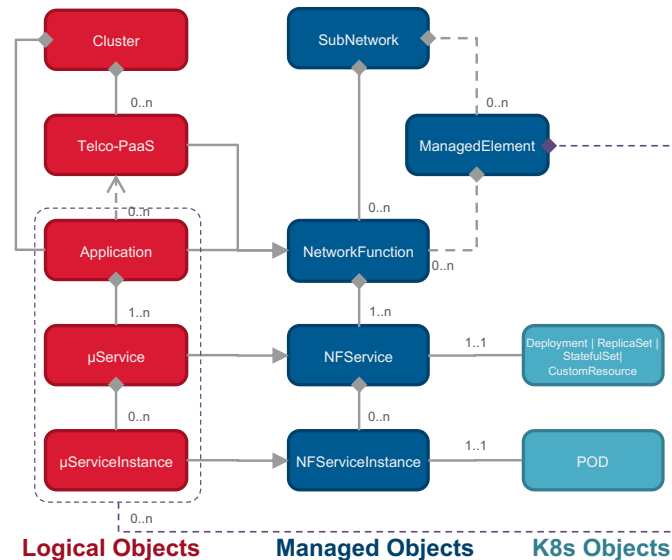 Cluster
SubNetwork
0..n
0..n
Telco-PaaS
ManagedElement
0..n
0..n
Application
NetworkFunction
0..n
1..n
1..n
µService
NFService
1..1
Deployment | ReplicaSet |
StatefulSet|
CustomResource
0..n
0..n
µServiceInstance
NFServiceInstance
1..1
POD
0..n
Logical Objects
Managed Objects
K8s Objects